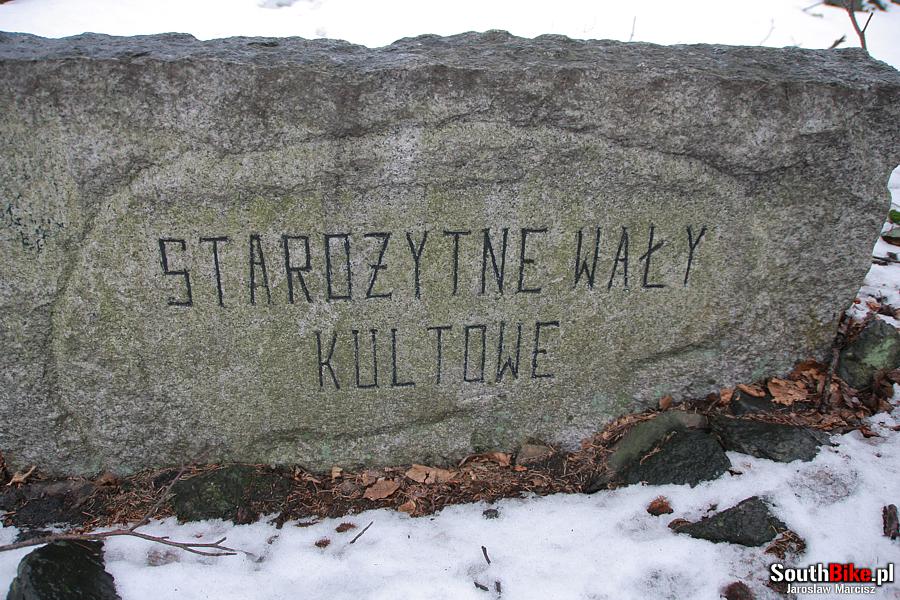 STAROŻYTNE WAŁY
KULTOWE
SouthBike.pl
Jarosław Marcisz